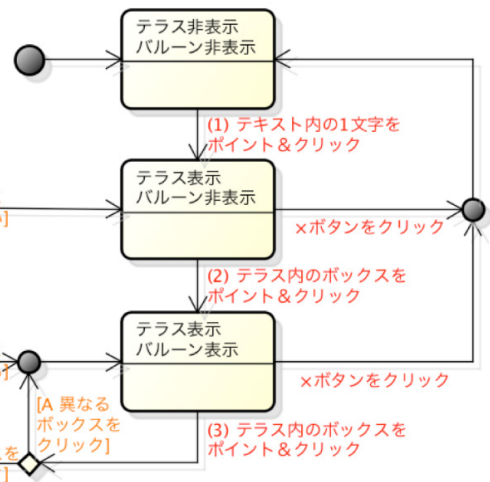 テラス非表示
バルーン非表示
(1) テキスト内の1文字を
ポイント＆クリック
テラス表示
バルーン非表示
]
×ボタンをクリック
(2) テラス内のボックスを
ポイント＆クリック
テラス表示
バルーン表示
]
×ボタンをクリック
[A 異なる
ボックスを
クリック]
(3) テラス内のボックスを
ポイント＆クリック
を
]